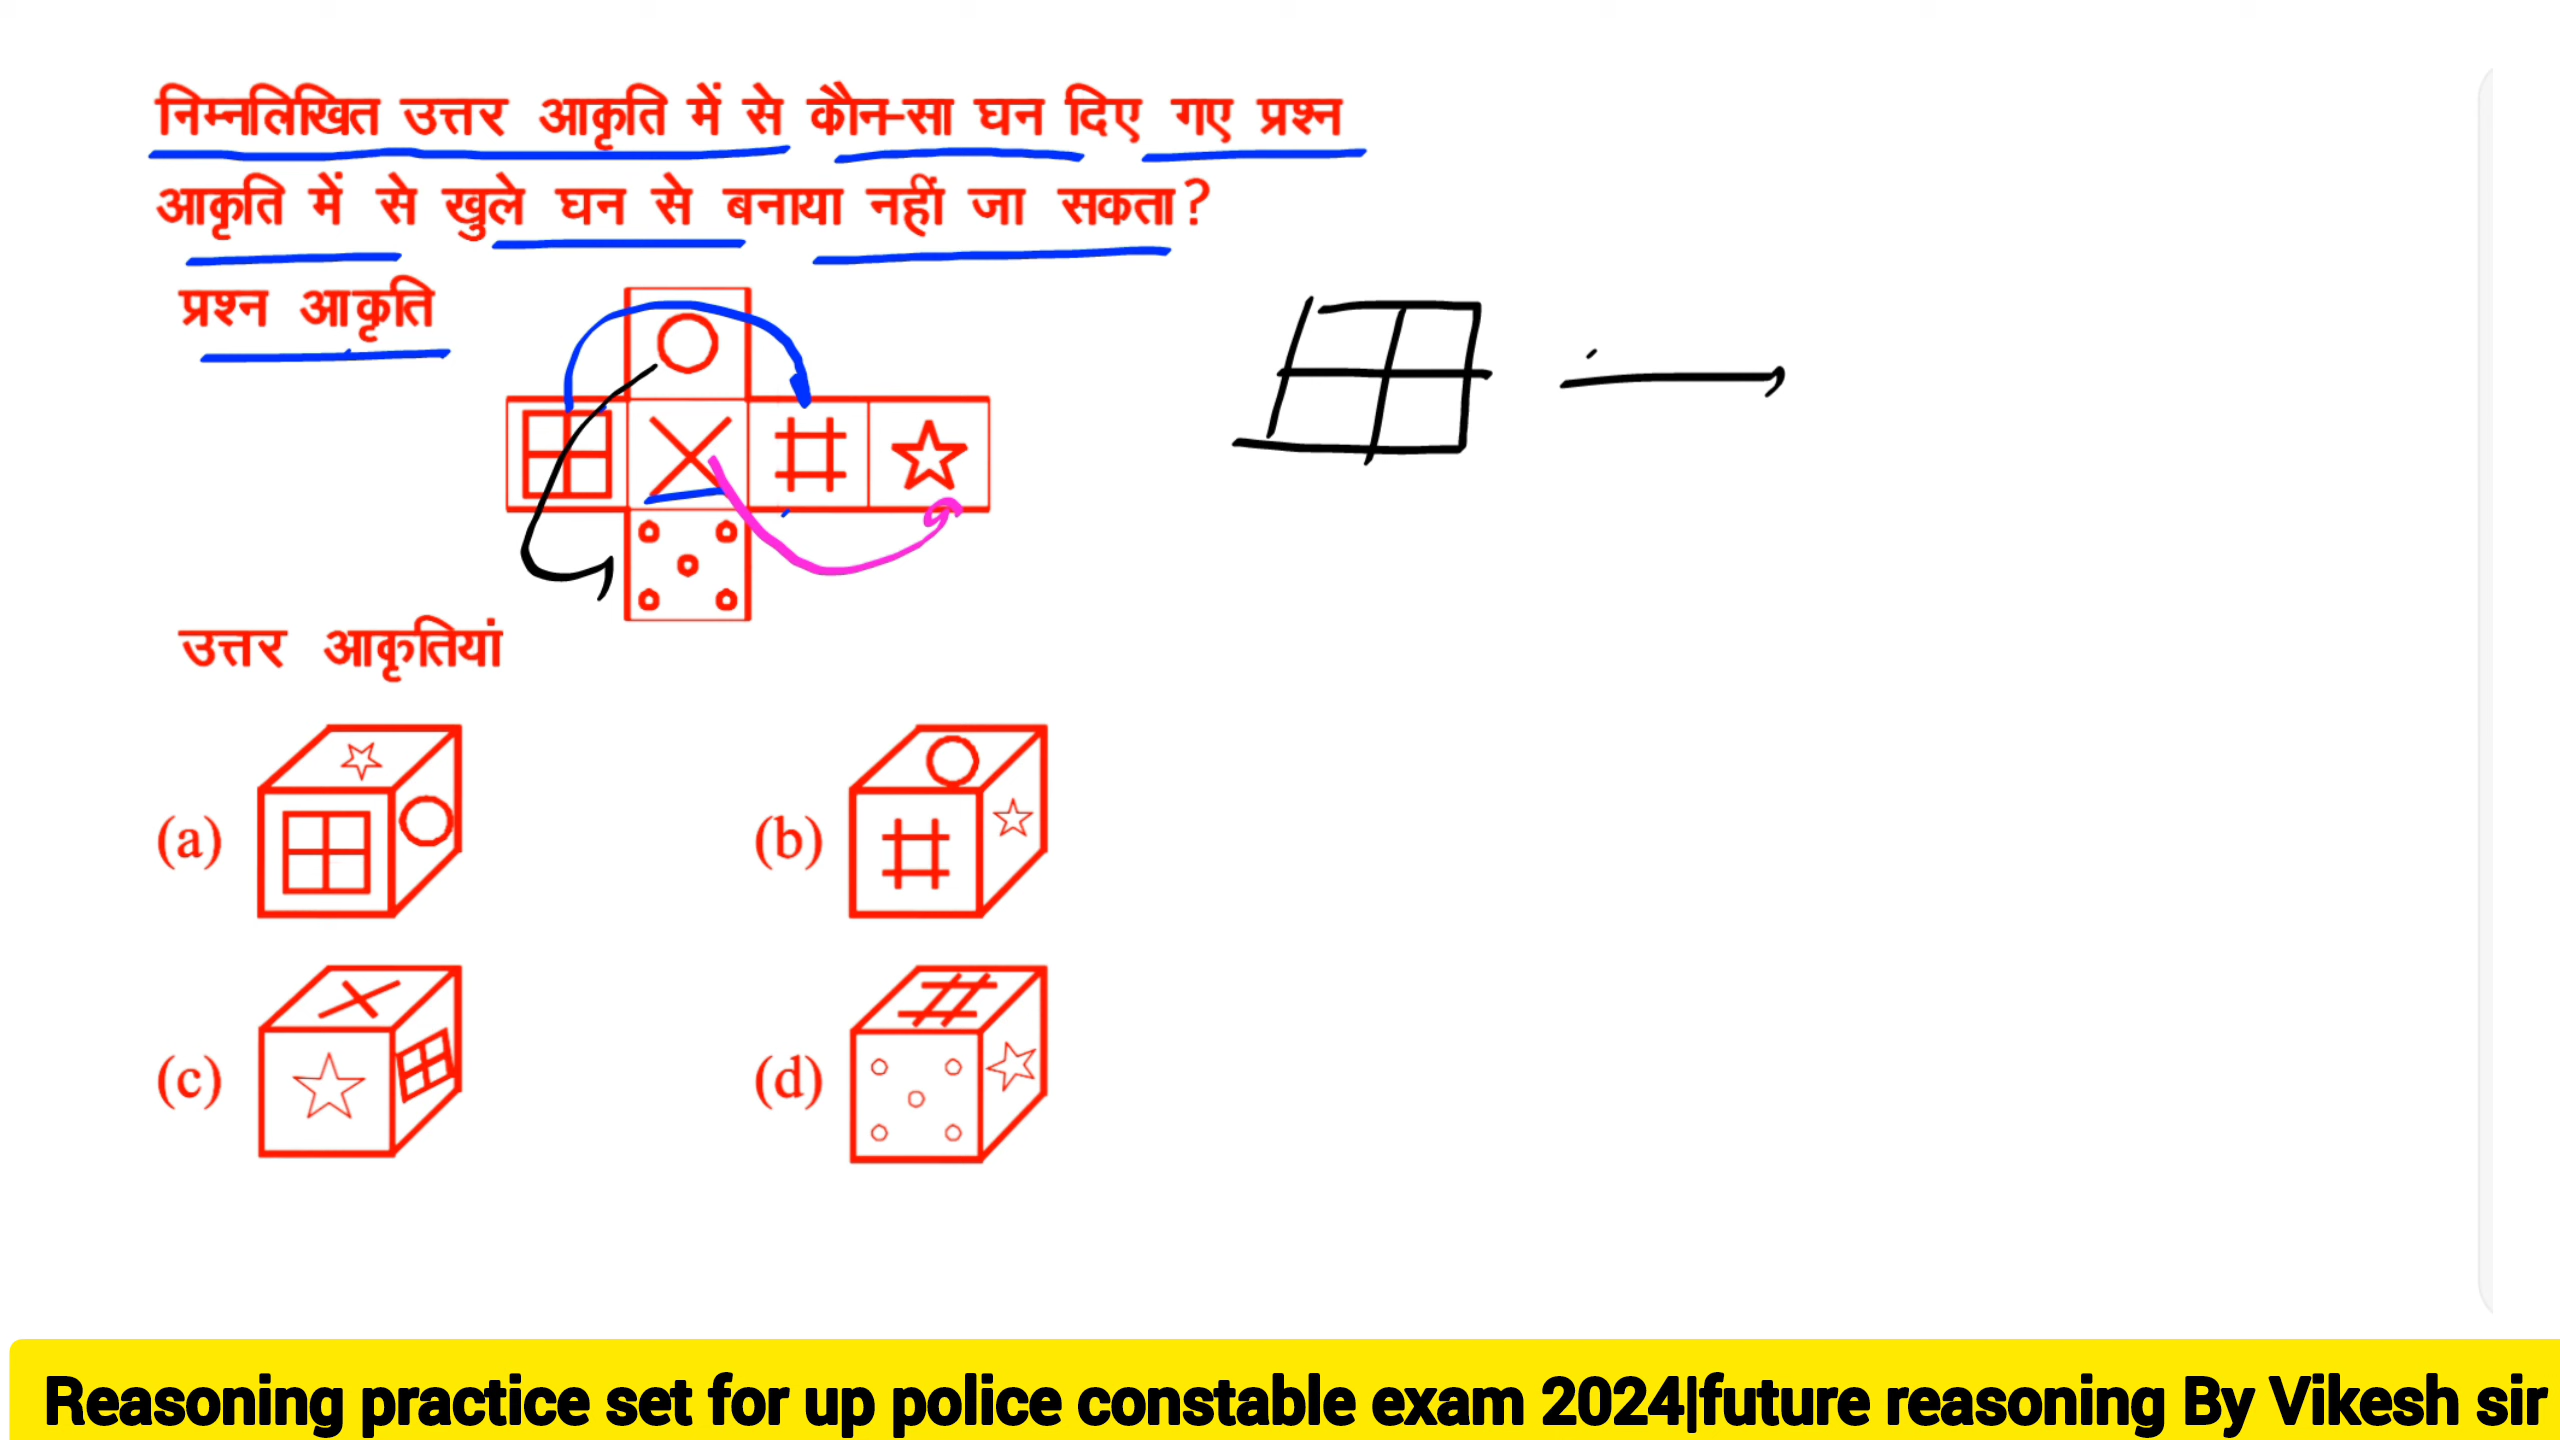 निम्नलिखित उत्तर आकृति में से कौन-सा घन दिए गए प्रश्न
आकृति में से खुले घन से बनाया नहीं जा सकता?
प्रश्न आकृति
उत्तर आकृतियां
(a)
(b)
(c)
(d)
Reasoning practice set for up police constable exam 2024|future reasoning By Vikesh sir